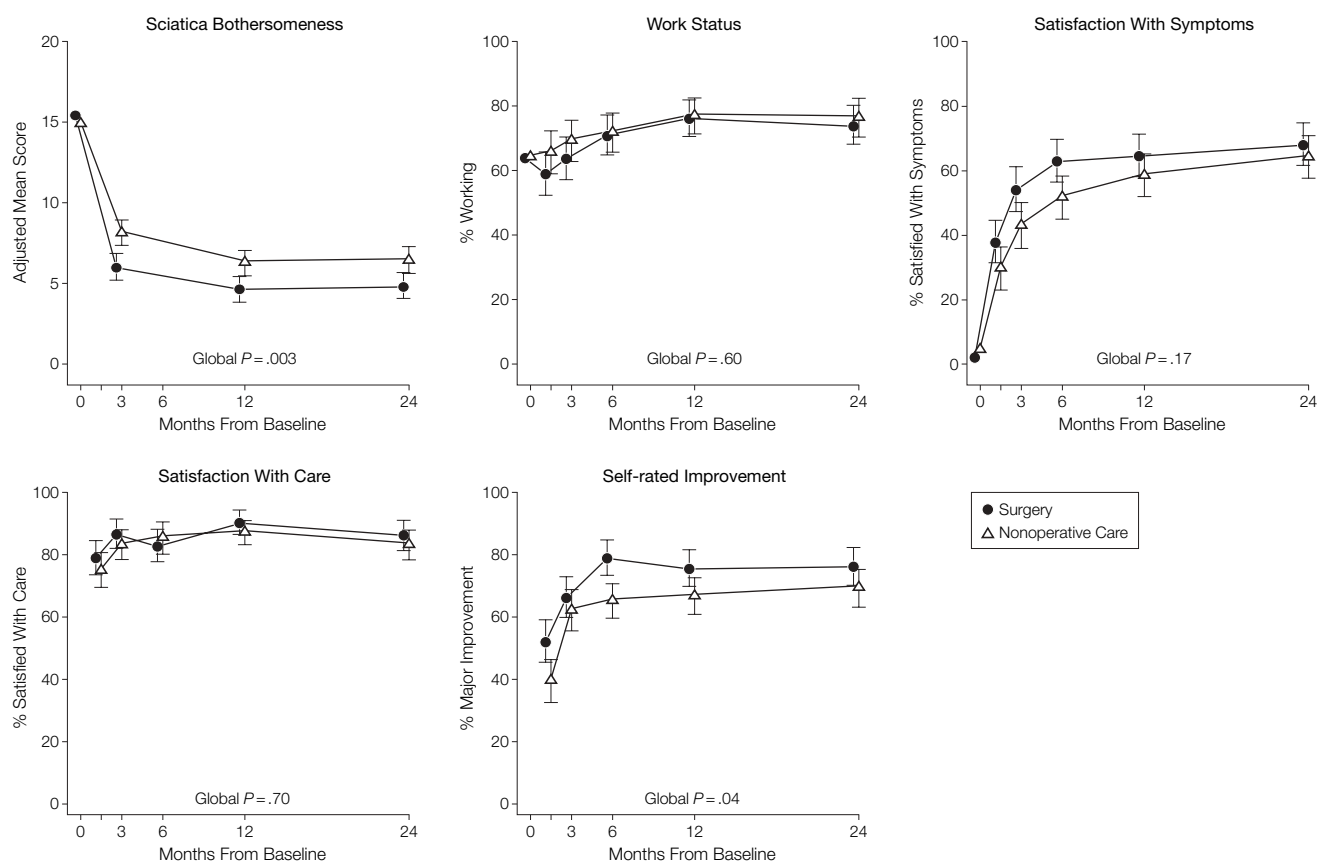 Sciatica Bothersomeness
20
15
10
5
0
Adjusted Mean Score
Global P = .003
0 3 6 12 24
Months From Baseline
Work Status
100
80
60
40
20
0
% Working
Global P = .60
0 3 6 12 24
Months From Baseline
Satisfaction With Symptoms
100
80
60
40
20
0
% Satisfied With Symptoms
Global P = .17
0 3 6 12 24
Months From Baseline
Satisfaction With Care
100
80
60
40
20
0
% Satisfied With Care
Global P = .70
0 3 6 12 24
Months From Baseline
Self-rated Improvement
100
80
60
40
20
0
% Major Improvement
Global P = .04
0 3 6 12 24
Months From Baseline
Surgery
Nonoperative Care